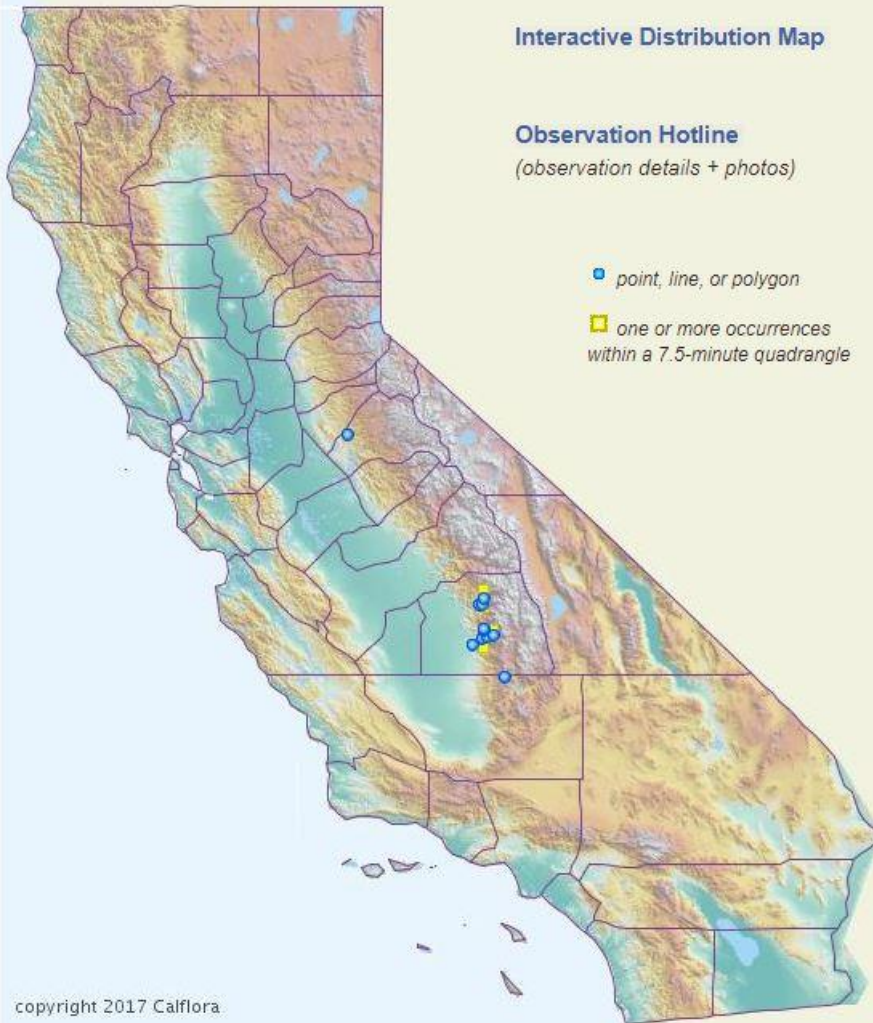 Interactive Distribution Map
Observation Hotline
(observation details + photos)
point, line, or polygon
one or more occurrences
within a 7.5-minute quadrangle
copyright 2017 Calflora